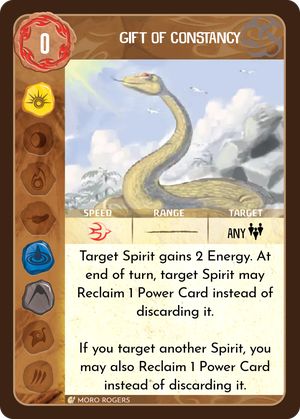 0
GIFT OF CONSTANCY
SPEED RANGE TARGET
ANY
Target Spirit gains 2 Energy. At
end of turn, target Spirit may
Reclaim 1 Power Card instead of
discarding it.
If you target another Spirit, you
may also Reclaim 1 Power Card
instead of discarding it.
MORO ROGERS